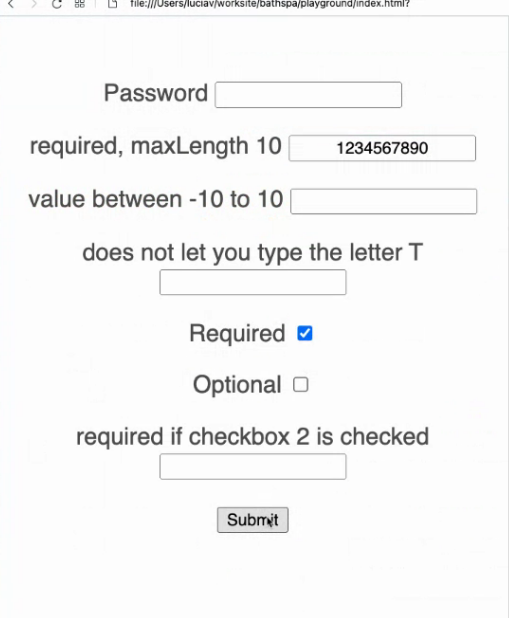 file:///Users/luciav/worksite/bathspa/playground/index.html?
Password
required, maxLength 10 1234567890
value between -10 to 10
does not let you type the letter T
Required
Optional
required if checkbox 2 is checked
Submit